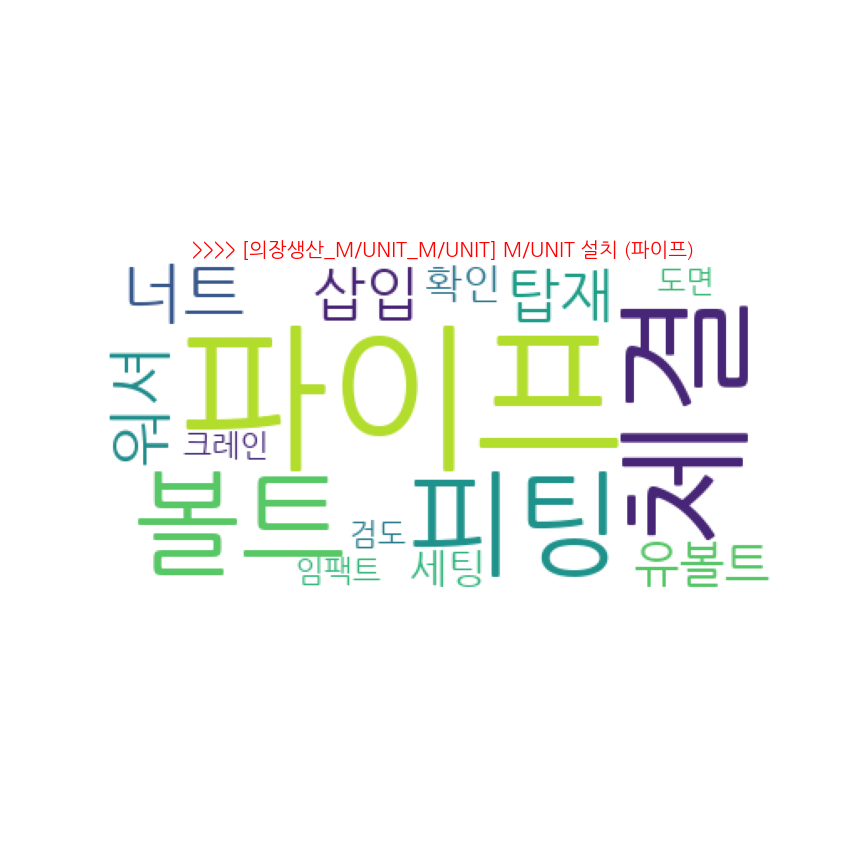 >>>> [의장생산_M/UNIT_M/UNIT] M/UNIT 설치 (파이프)
너트
삽입
확인
탑재
도면
워셔
파이프
체결
크레인
볼트
피팅
검도
임팩트
세팅
유볼트